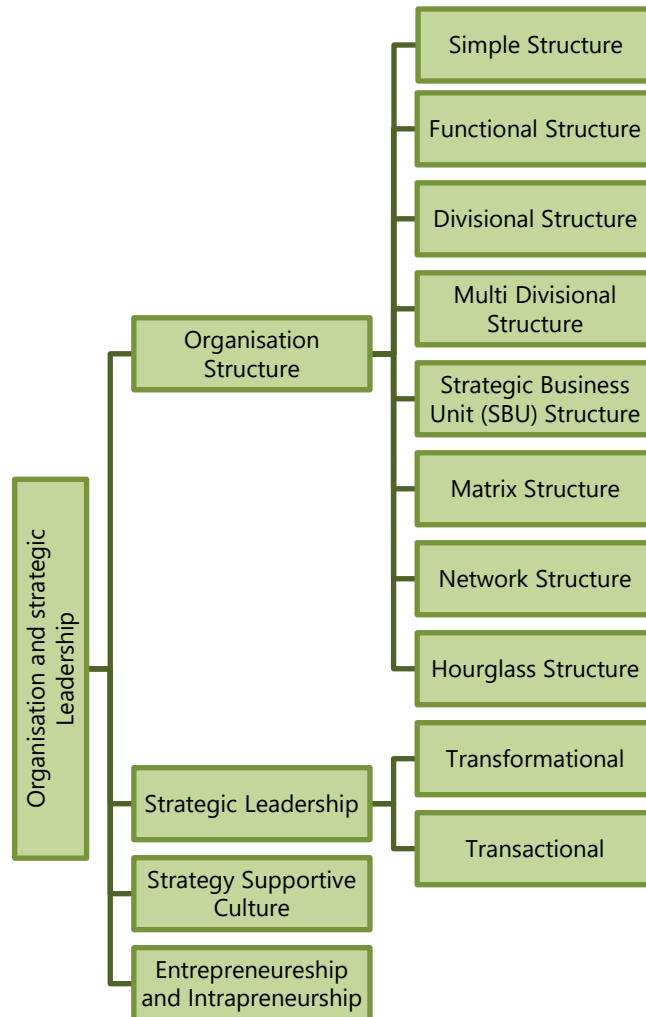 Organisation and strategic
Leadership
Organisation
Structure
Simple Structure
Functional Structure
Divisional Structure
Multi Divisional
Structure
Strategic Business
Unit (SBU) Structure
Matrix Structure
Network Structure
Hourglass Structure
Strategic Leadership
Transformational
Transactional
Strategy Supportive
Culture
Entrepreneureship
and Intrapreneurship